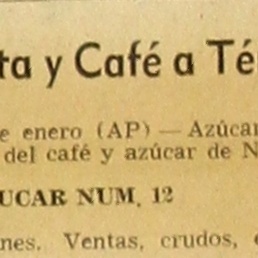 ta y Café a Té
e enero (AP) — Azúcar
del café y azúcar de N
UCAR NUM. 12
nes. Ventas, crudos,